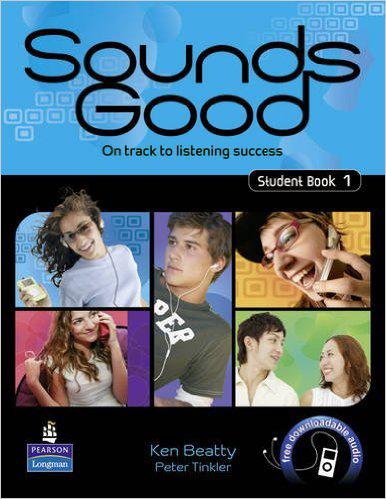 Sounds
Good
On track to listening success
Student Book 1
PEARSON
Longman
Ken Beatty
Peter Tinkler
free downloadable audio